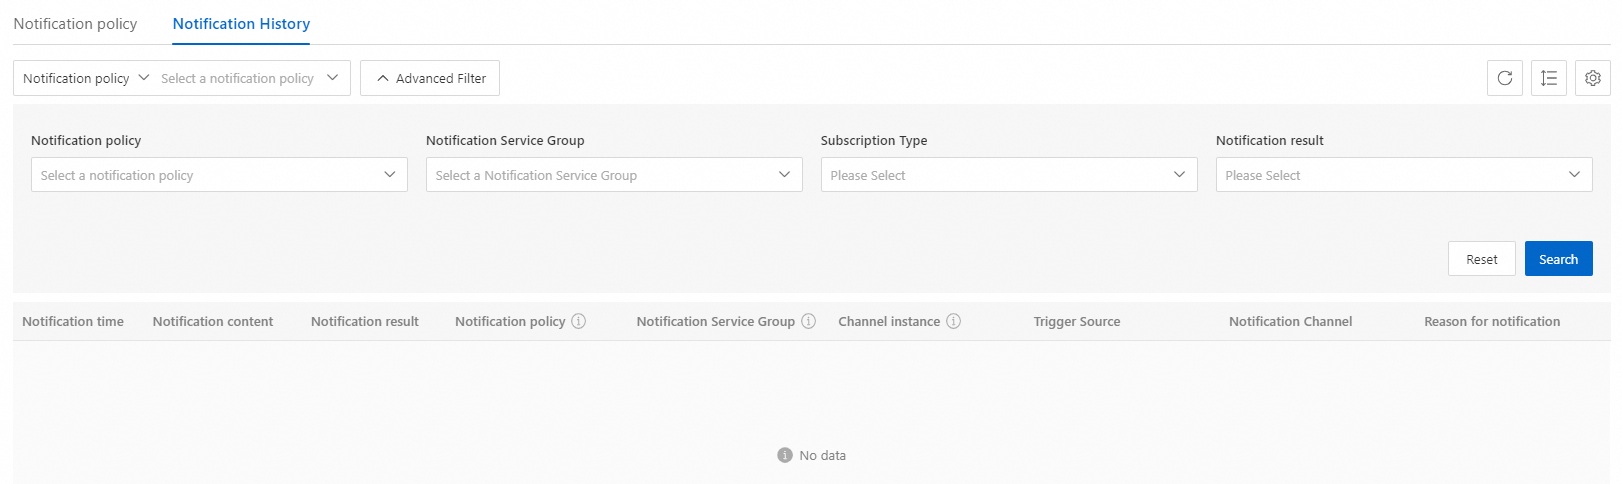 Notification policy Notification History
Notification policy Select a notification policy Advanced Filter
Notification policy Notification Service Group Subscription Type Notification result
Select a notification policy Select a Notification Service Group Please Select Please Select
Reset Search
Notification time Notification content Notification result Notification policy Notification Service Group Channel instance Trigger Source Notification Channel Reason for notification
No data